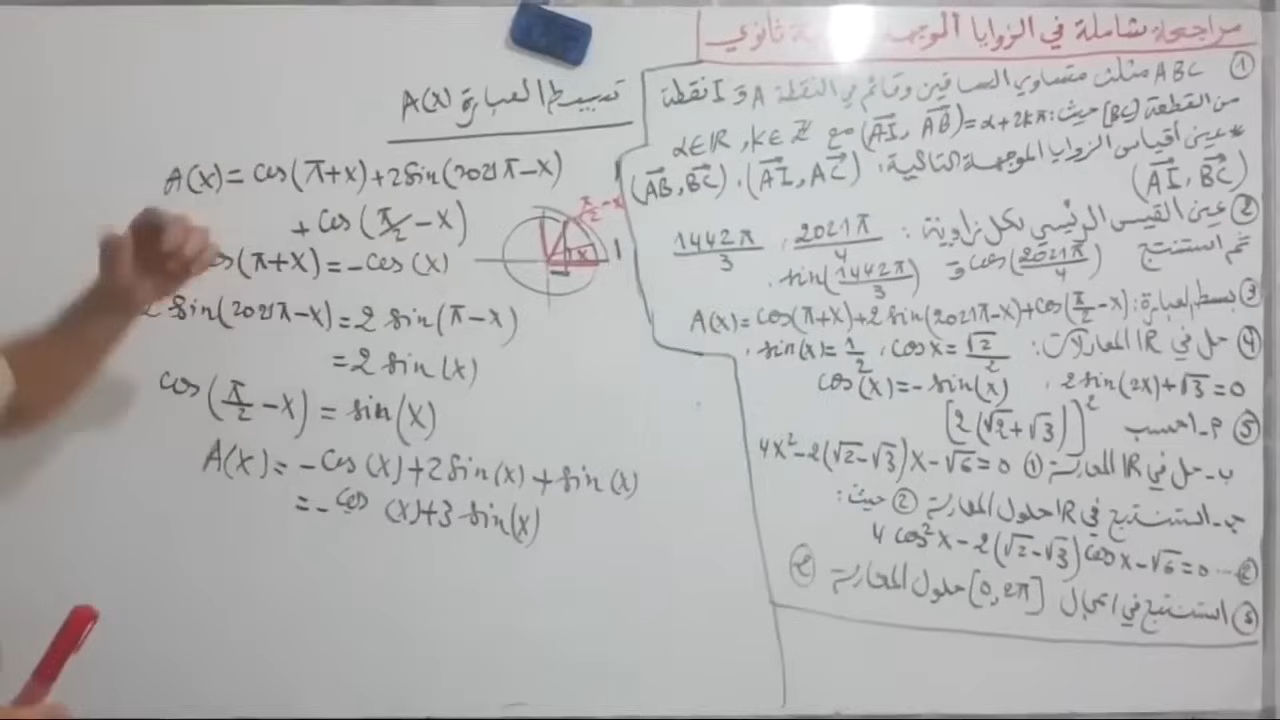 مراجعة شاملة في الزوايا الموجهة ثانوي
① ABC مثلث متساوي الساقين وقائم في النقطة A و I نقطة
من القطعة [BC] حيث: (AI, AB) = α+2kπ مع α∈ℝ, k∈ℤ
* عين أقياس الزوايا الموجهة التالية: (AI, AC), (AB, BC),
(AI, BC)
② عين القيس الرئيسي لكل زاوية: 2021π/4, 1442π/3
ثم استنتج cos(2021π/4) و sin(1442π/3).
③ بسط العبارة: A(x)=cos(π+x)+2sin(2021π-x)+cos(π/2-x)
④ حل في IR المعادلات: cosx=√2/2, sin(x)=1/2,
2sin(2x)+√3=0, cos(x)=-sin(x)
⑤ أ- احسب [2(√2+√3)]²
ب- حل في IR المعادلة ① 4x²-2(√2-√3)x-√6=0
ج- استنتج في IR حلول المعادلة ② حيث:
4cos²x-2(√2-√3)cosx-√6=0...②
③ استنتج في المجال [0,2π] حلول المعادلة ②
تبسيط العبارة A(x)
A(x)=cos(π+x)+2sin(2021π-x)
+cos(π/2-x)
π/2-x
x
1
cos(π+x)=-cos(x)
2sin(2021π-x)=2sin(π-x)
=2sin(x)
cos(π/2-x)=sin(x)
A(x)=-cos(x)+2sin(x)+sin(x)
=-cos(x)+3sin(x)